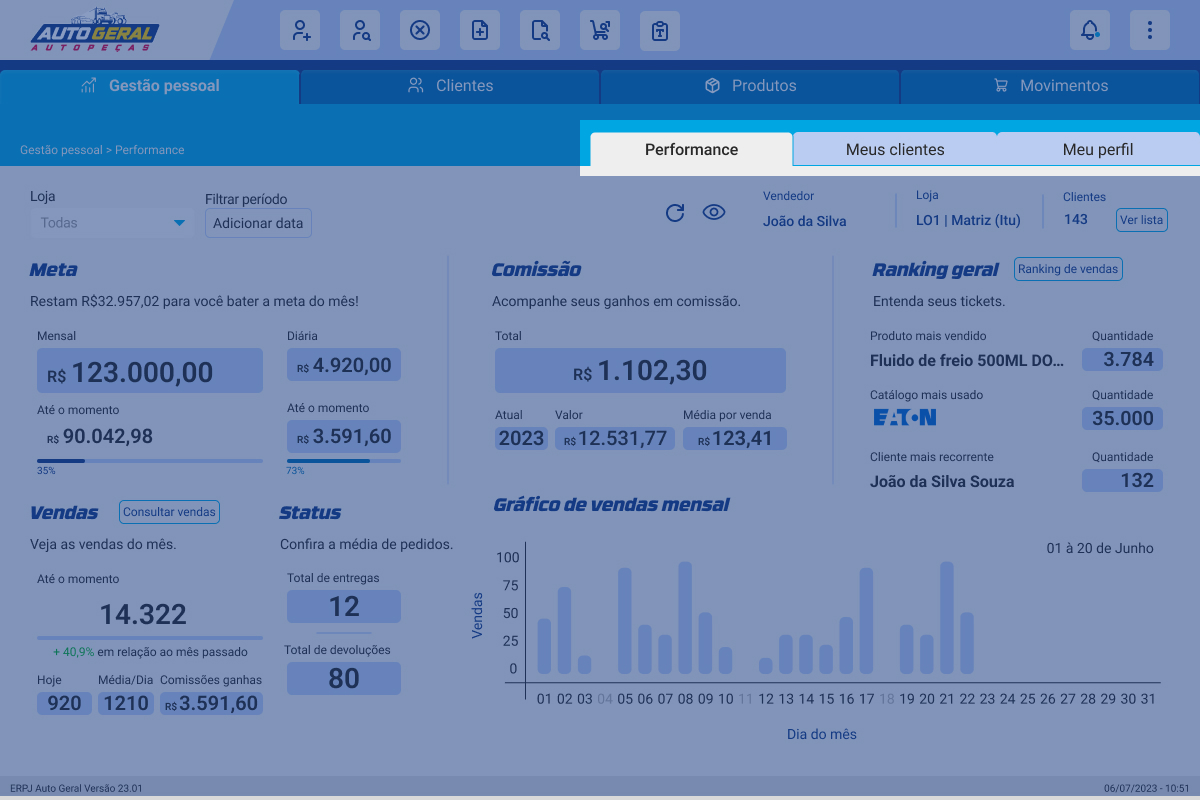 AUTO GERAL
AUTOPEÇAS
Gestão pessoal
Clientes
Produtos
Movimentos
Gestão pessoal > Performance
Performance
Meus clientes
Meu perfil
Loja
Todas
Filtrar período
Adicionar data
Vendedor
João da Silva
Loja
LO1 | Matriz (Itu)
Clientes
143
Ver lista
Meta
Restam R$32.957,02 para você bater a meta do mês!
Mensal
R$ 123.000,00
Até o momento
R$ 90.042,98
35%
Diária
R$ 4.920,00
Até o momento
R$ 3.591,60
73%
Comissão
Acompanhe seus ganhos em comissão.
Total
R$ 1.102,30
Atual
2023
Valor
R$ 12.531,77
Média por venda
R$ 123,41
Ranking geral
Ranking de vendas
Entenda seus tickets.
Produto mais vendido
Quantidade
Fluido de freio 500ML DO...
3.784
Catálogo mais usado
Quantidade
EATON
35.000
Cliente mais recorrente
Quantidade
João da Silva Souza
132
Vendas
Consultar vendas
Veja as vendas do mês.
Até o momento
14.322
+ 40,9% em relação ao mês passado
Hoje
920
Média/Dia
1210
Comissões ganhas
R$ 3.591,60
Status
Confira a média de pedidos.
Total de entregas
12
Total de devoluções
80
Gráfico de vendas mensal
01 à 20 de Junho
Vendas
100
75
50
25
0
01 02 03 04 05 06 07 08 09 10 11 12 13 14 15 16 17 18 19 20 21 22 23 24 25 26 27 28 29 30 31
Dia do mês
ERPJ Auto Geral Versão 23.01
06/07/2023 - 10:51